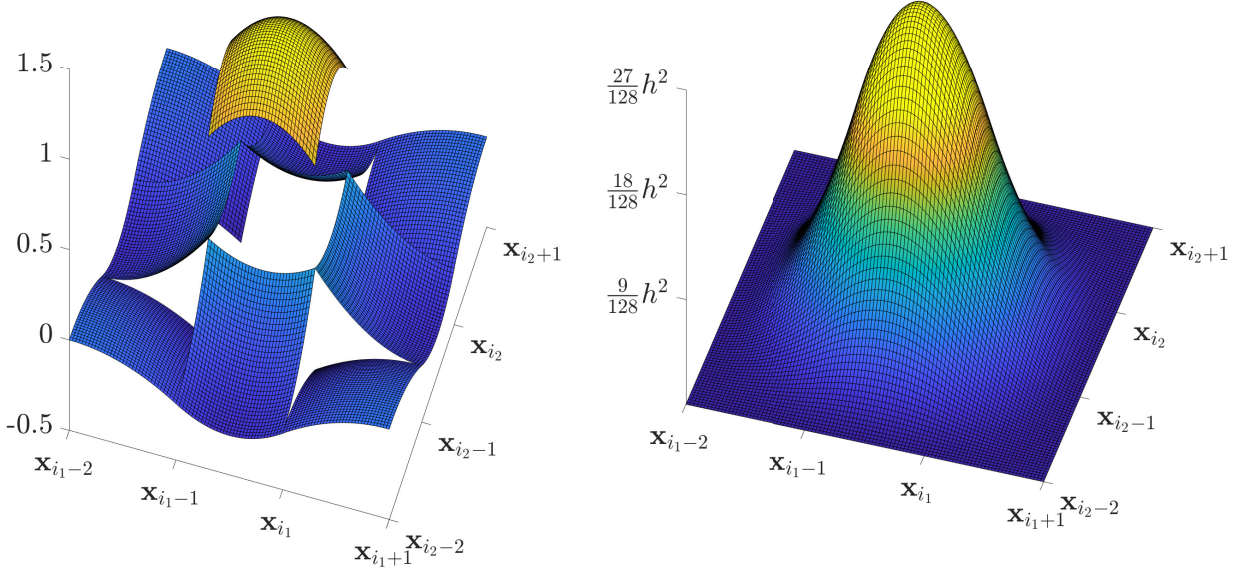 1.5
1
0.5
0
-0.5
𝐱_{i_1−2}
𝐱_{i_1−1}
𝐱_{i_1}
𝐱_{i_1+1}
𝐱_{i_2−2}
𝐱_{i_2−1}
𝐱_{i_2}
𝐱_{i_2+1}
27/128 h²
18/128 h²
9/128 h²
𝐱_{i_1−2}
𝐱_{i_1−1}
𝐱_{i_1}
𝐱_{i_1+1}
𝐱_{i_2−2}
𝐱_{i_2−1}
𝐱_{i_2}
𝐱_{i_2+1}